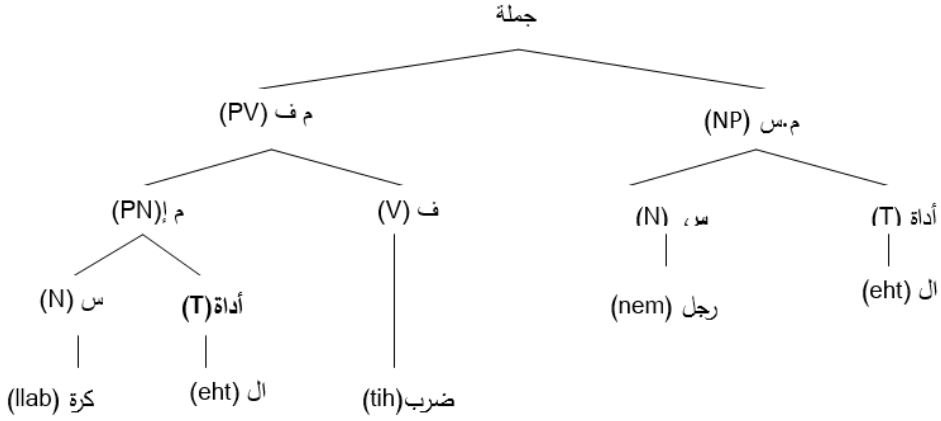 جملة
م.س (NP) م ف (PV)
أداة (T) س (N) ف (V) م إ(PN)
ال (eht) رجل (nem) أداة(T) س (N)
ضرب(tih) ال (eht) كرة (llab)